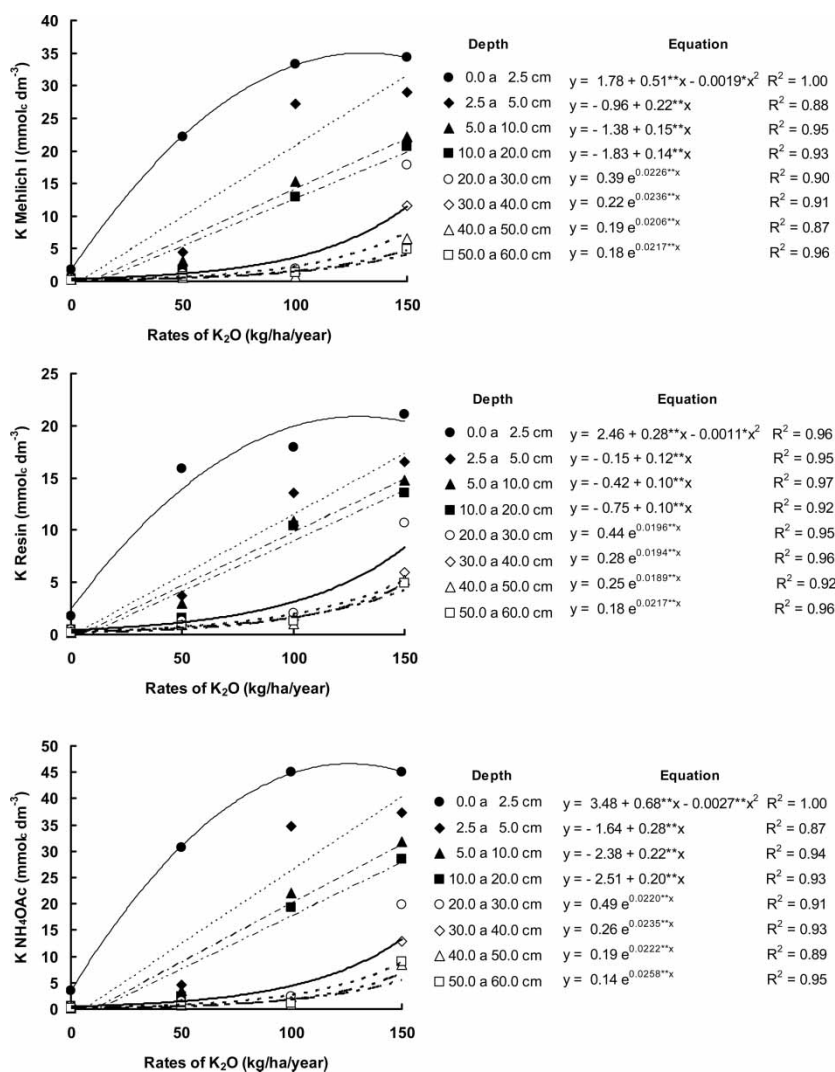 K Mehlich I (mmolc dm-3)
40
35
30
25
20
15
10
5
0
0 50 100 150
Rates of K2O (kg/ha/year)
Depth Equation
0.0 a 2.5 cm y = 1.78 + 0.51**x - 0.0019*x2 R2 = 1.00
2.5 a 5.0 cm y = - 0.96 + 0.22**x R2 = 0.88
5.0 a 10.0 cm y = - 1.38 + 0.15**x R2 = 0.95
10.0 a 20.0 cm y = - 1.83 + 0.14**x R2 = 0.93
20.0 a 30.0 cm y = 0.39 e0.0226**x R2 = 0.90
30.0 a 40.0 cm y = 0.22 e0.0236**x R2 = 0.91
40.0 a 50.0 cm y = 0.19 e0.0206**x R2 = 0.87
50.0 a 60.0 cm y = 0.18 e0.0217**x R2 = 0.96
K Resin (mmolc dm-3)
25
20
15
10
5
0
0 50 100 150
Rates of K2O (kg/ha/year)
Depth Equation
0.0 a 2.5 cm y = 2.46 + 0.28**x - 0.0011*x2 R2 = 0.96
2.5 a 5.0 cm y = - 0.15 + 0.12**x R2 = 0.95
5.0 a 10.0 cm y = - 0.42 + 0.10**x R2 = 0.97
10.0 a 20.0 cm y = - 0.75 + 0.10**x R2 = 0.92
20.0 a 30.0 cm y = 0.44 e0.0196**x R2 = 0.95
30.0 a 40.0 cm y = 0.28 e0.0194**x R2 = 0.96
40.0 a 50.0 cm y = 0.25 e0.0189**x R2 = 0.92
50.0 a 60.0 cm y = 0.18 e0.0217**x R2 = 0.96
K NH4OAc (mmolc dm-3)
50
45
40
35
30
25
20
15
10
5
0
0 50 100 150
Rates of K2O (kg/ha/year)
Depth Equation
0.0 a 2.5 cm y = 3.48 + 0.68**x - 0.0027**x2 R2 = 1.00
2.5 a 5.0 cm y = - 1.64 + 0.28**x R2 = 0.87
5.0 a 10.0 cm y = - 2.38 + 0.22**x R2 = 0.94
10.0 a 20.0 cm y = - 2.51 + 0.20**x R2 = 0.93
20.0 a 30.0 cm y = 0.49 e0.0220**x R2 = 0.91
30.0 a 40.0 cm y = 0.26 e0.0235**x R2 = 0.93
40.0 a 50.0 cm y = 0.19 e0.0222**x R2 = 0.89
50.0 a 60.0 cm y = 0.14 e0.0258**x R2 = 0.95